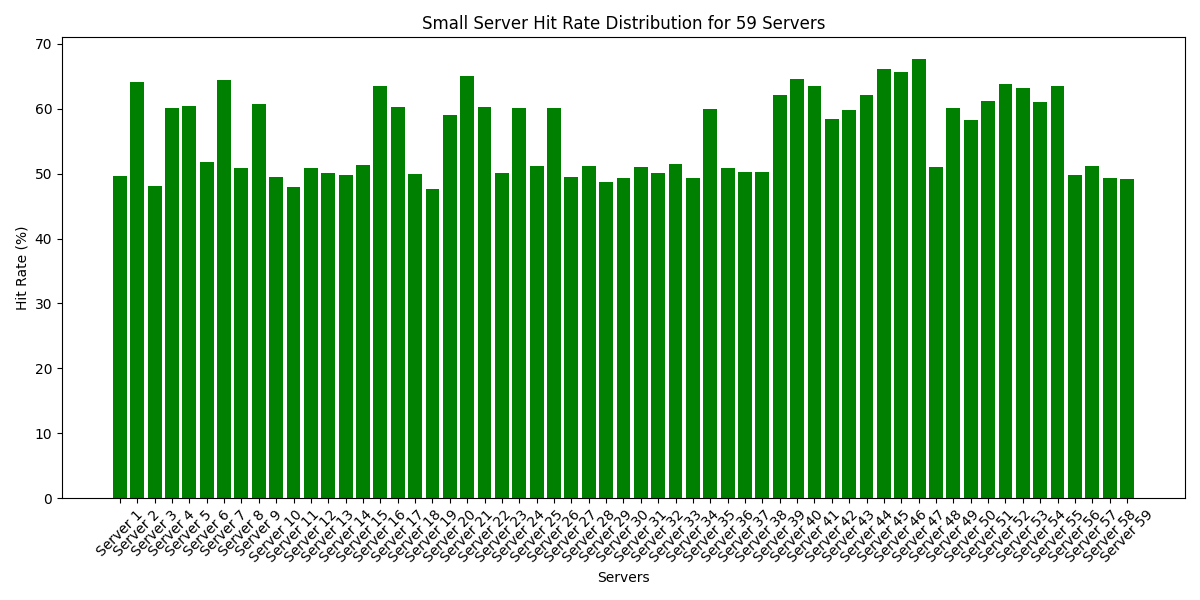 Small Server Hit Rate Distribution for 59 Servers
70
60
50
40
30
20
10
0
Hit Rate (%)
Server 1
Server 2
Server 3
Server 4
Server 5
Server 6
Server 7
Server 8
Server 9
Server 10
Server 11
Server 12
Server 13
Server 14
Server 15
Server 16
Server 17
Server 18
Server 19
Server 20
Server 21
Server 22
Server 23
Server 24
Server 25
Server 26
Server 27
Server 28
Server 29
Server 30
Server 31
Server 32
Server 33
Server 34
Server 35
Server 36
Server 37
Server 38
Server 39
Server 40
Server 41
Server 42
Server 43
Server 44
Server 45
Server 46
Server 47
Server 48
Server 49
Server 50
Server 51
Server 52
Server 53
Server 54
Server 55
Server 56
Server 57
Server 58
Server 59
Servers